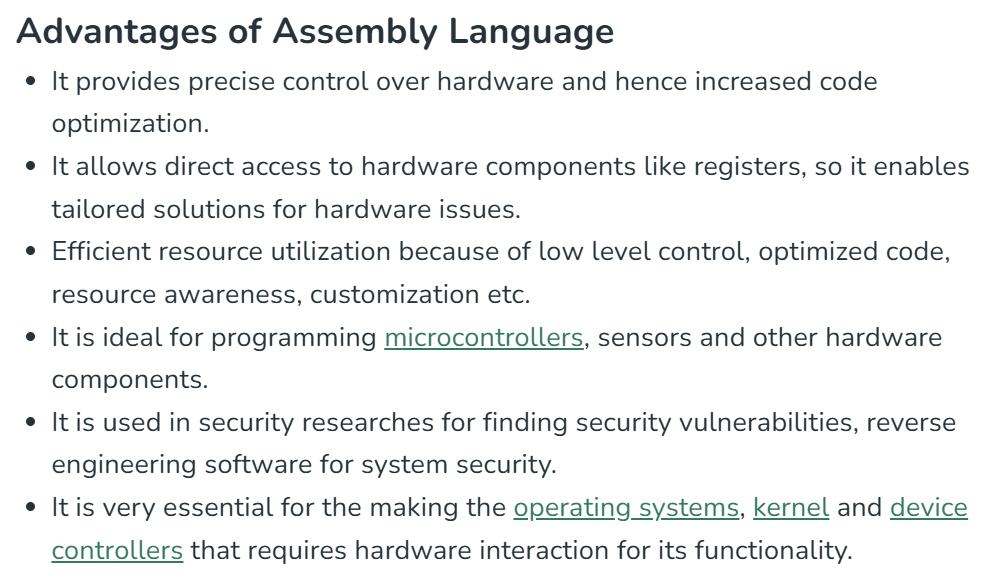 Advantages of Assembly Language
• It provides precise control over hardware and hence increased code
optimization.
• It allows direct access to hardware components like registers, so it enables
tailored solutions for hardware issues.
• Efficient resource utilization because of low level control, optimized code,
resource awareness, customization etc.
• It is ideal for programming microcontrollers, sensors and other hardware
components.
• It is used in security researches for finding security vulnerabilities, reverse
engineering software for system security.
• It is very essential for the making the operating systems, kernel and device
controllers that requires hardware interaction for its functionality.